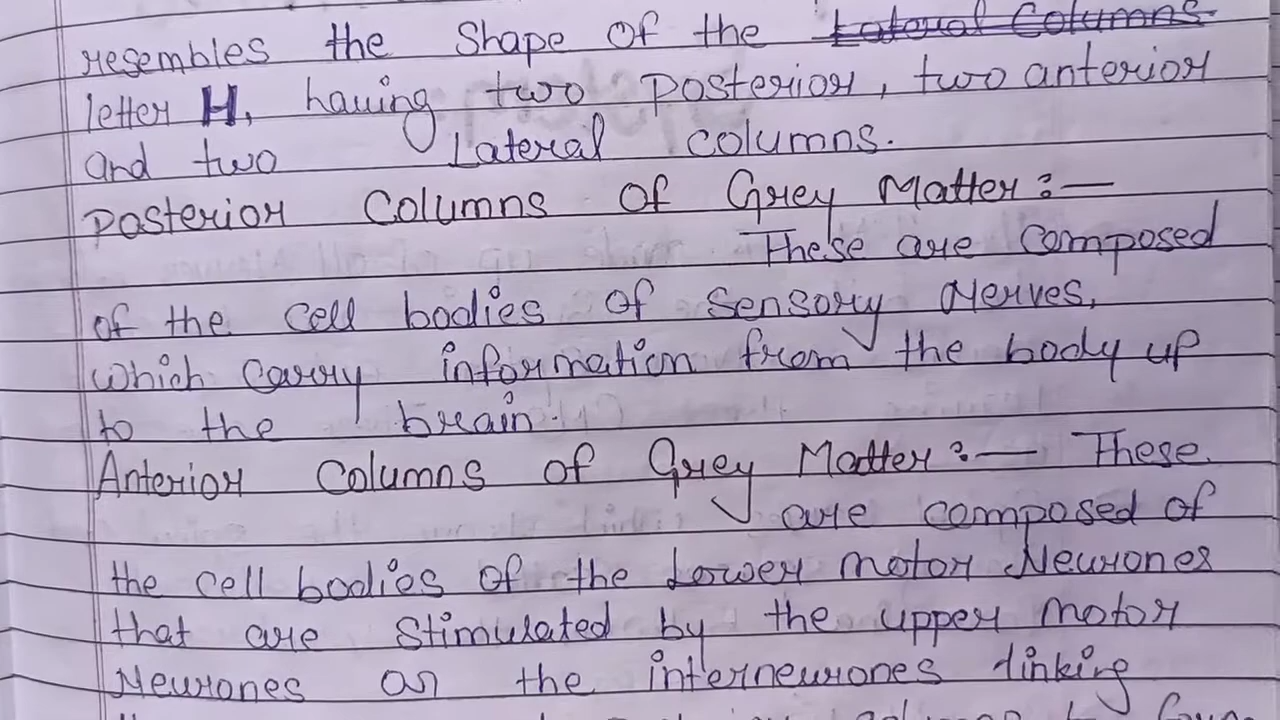 resembles the Shape of the Lateral Columns
letter H, having two Posterior, two anterior
and two Lateral columns.
Posterior Columns of Grey Matter:—
These are composed
of the cell bodies of sensory Nerves,
which carry information from the body up
to the brain.
Anterior Columns of Grey Matter:— These
are composed of
the cell bodies of the Lower motor Neurones
that are stimulated by the upper motor
Neurones or the interneurones linking